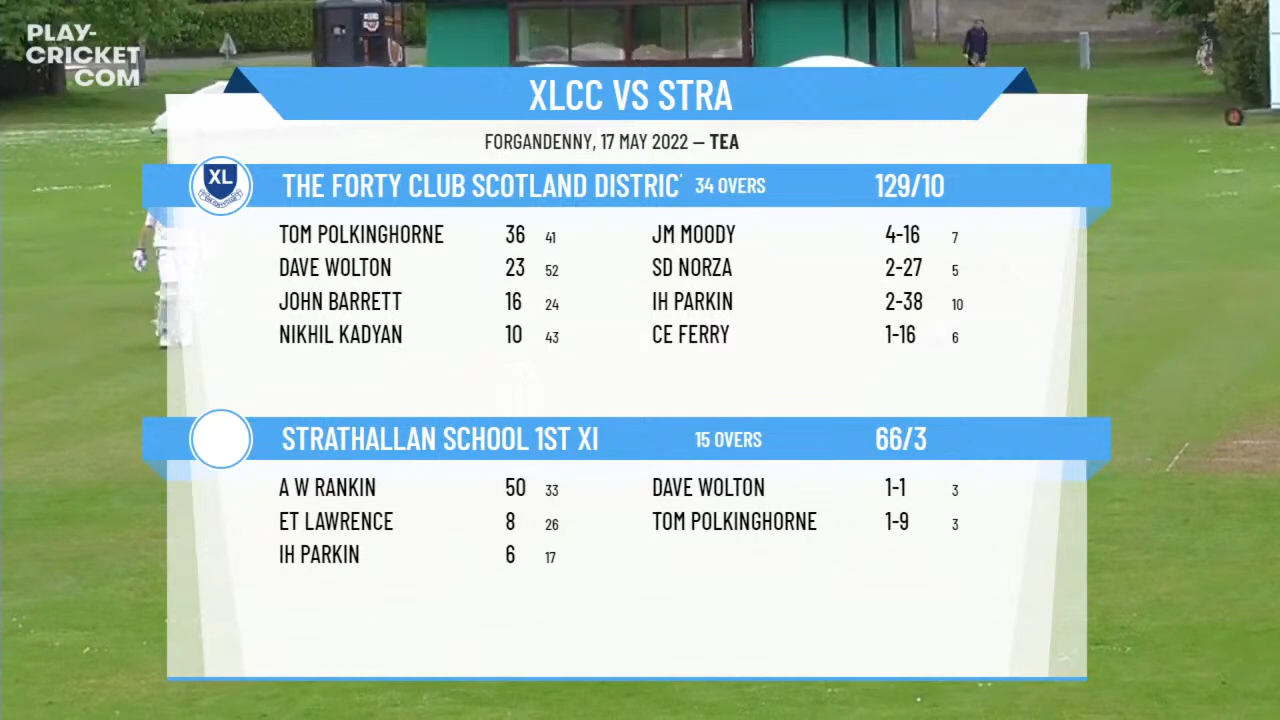 PLAY-
CRICKET
COM
XLCC VS STRA
FORGANDENNY, 17 MAY 2022 – TEA
XL
THE FORTY CLUB SCOTLAND DISTRIC 34 OVERS 129/10
TOM POLKINGHORNE 36 41 JM MOODY 4-16 7
DAVE WOLTON 23 52 SD NORZA 2-27 5
JOHN BARRETT 16 24 IH PARKIN 2-38 10
NIKHIL KADYAN 10 43 CE FERRY 1-16 6
STRATHALLAN SCHOOL 1ST XI 15 OVERS 66/3
A W RANKIN 50 33 DAVE WOLTON 1-1 3
ET LAWRENCE 8 26 TOM POLKINGHORNE 1-9 3
IH PARKIN 6 17